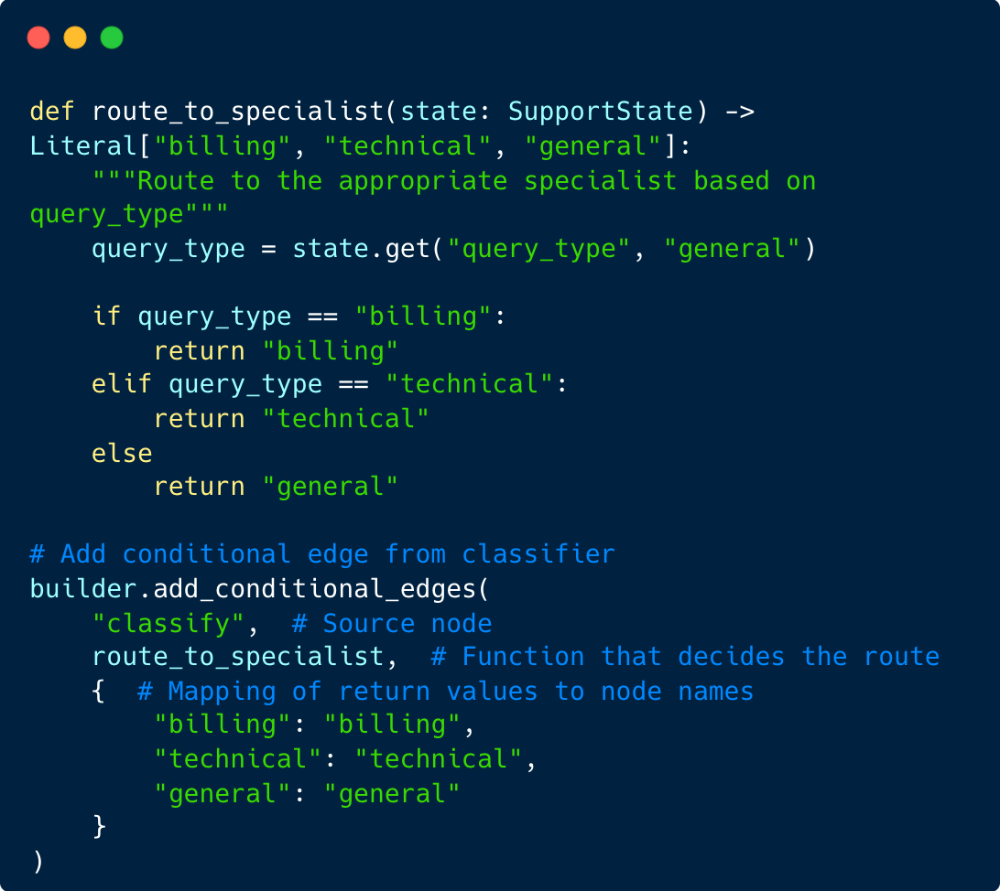 def route_to_specialist(state: SupportState) ->
Literal["billing", "technical", "general"]:
    """Route to the appropriate specialist based on
query_type"""
    query_type = state.get("query_type", "general")

    if query_type == "billing":
        return "billing"
    elif query_type == "technical":
        return "technical"
    else
        return "general"

# Add conditional edge from classifier
builder.add_conditional_edges(
    "classify",  # Source node
    route_to_specialist,  # Function that decides the route
    {  # Mapping of return values to node names
        "billing": "billing",
        "technical": "technical",
        "general": "general"
    }
)